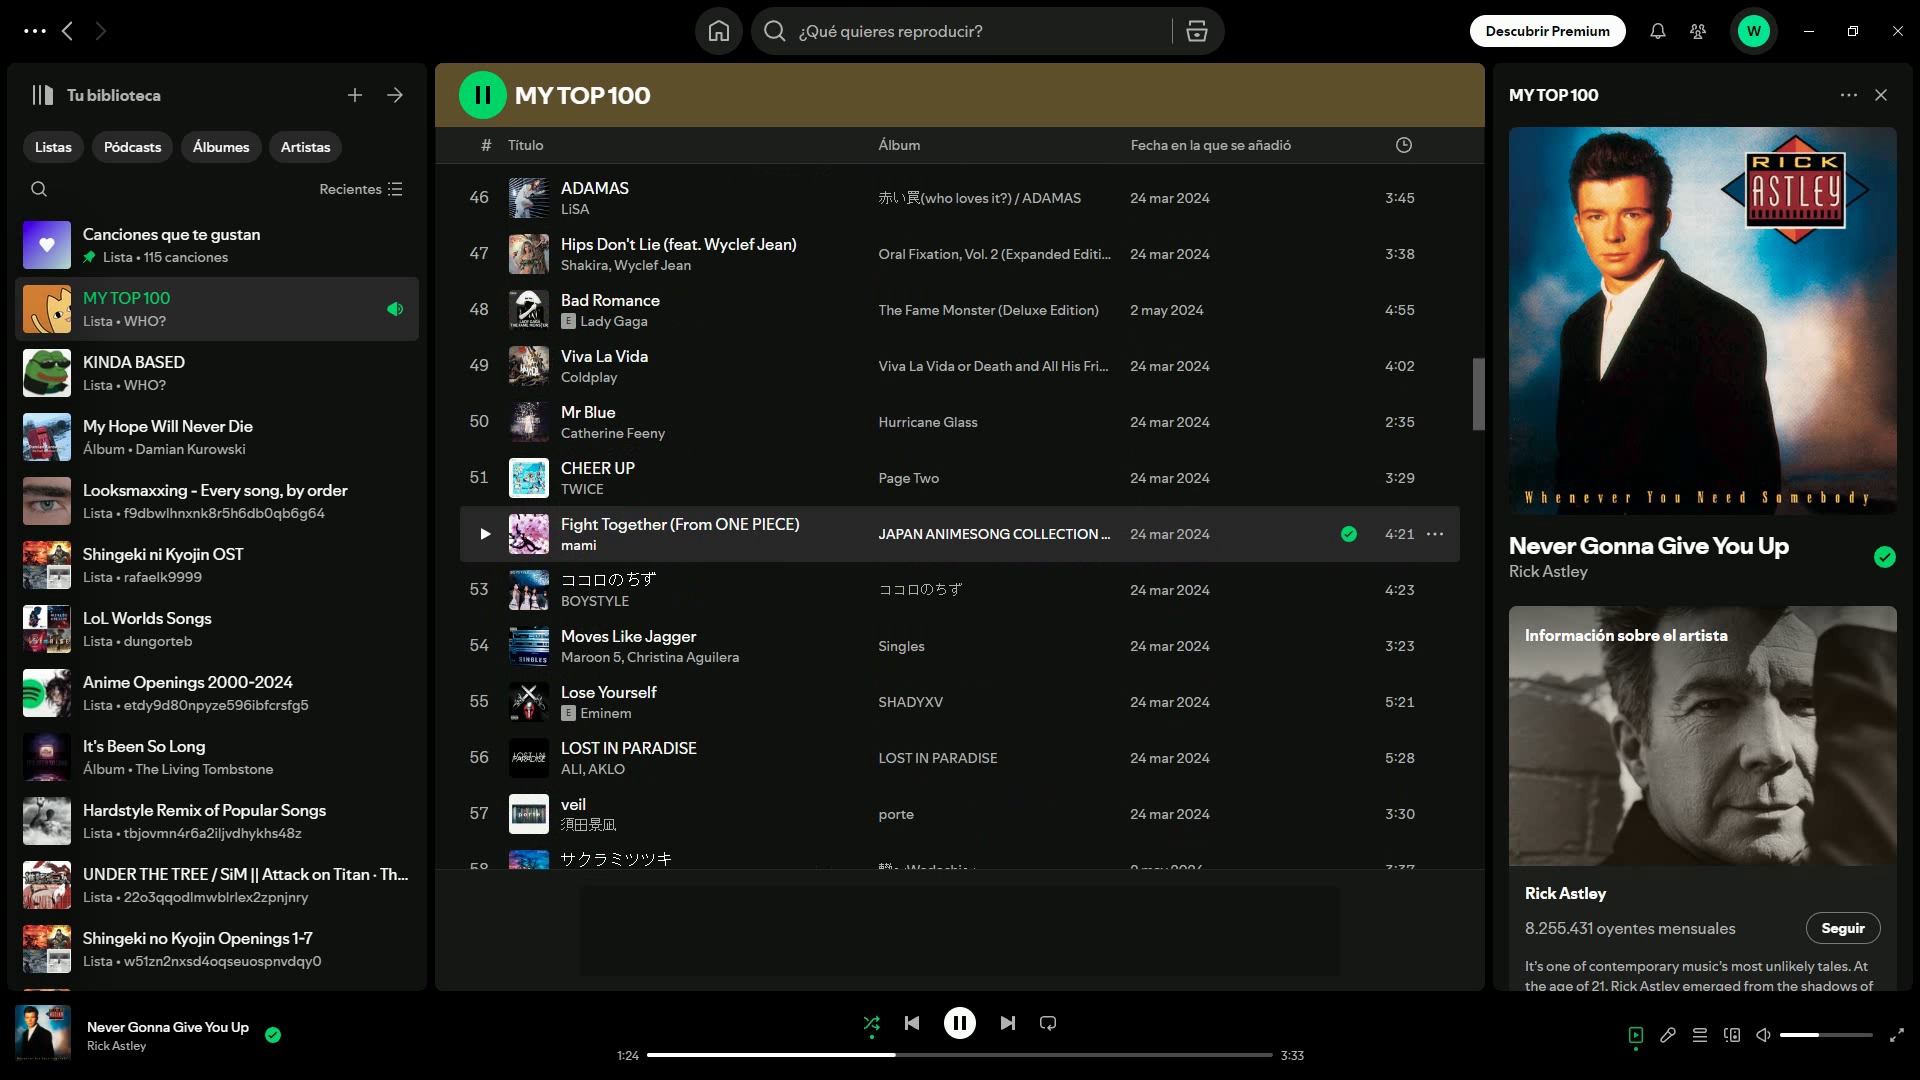 ¿Qué quieres reproducir?
Descubrir Premium
W
Tu biblioteca
Listas
Pódcasts
Álbumes
Artistas
Recientes
Canciones que te gustan
Lista • 115 canciones
MY TOP 100
Lista • WHO?
KINDA BASED
Lista • WHO?
My Hope Will Never Die
Álbum • Damian Kurowski
Looksmaxxing - Every song, by order
Lista • f9dbwlhnxnk8r5h6db0qb6g64
Shingeki ni Kyojin OST
Lista • rafaelk9999
LoL Worlds Songs
Lista • dungorteb
Anime Openings 2000-2024
Lista • etdy9d80npyze596ibfcrsfg5
It's Been So Long
Álbum • The Living Tombstone
Hardstyle Remix of Popular Songs
Lista • tbjovmn4r6a2iljvdhykhs48z
UNDER THE TREE / SiM || Attack on Titan · Th...
Lista • 22o3qqodlmwblrlex2zpnjnry
Shingeki no Kyojin Openings 1-7
Lista • w51zn2nxsd4oqseuospnvdqy0
MY TOP 100
# Título Álbum Fecha en la que se añadió
46 ADAMAS 赤い罠(who loves it?) / ADAMAS 24 mar 2024 3:45
LiSA
47 Hips Don't Lie (feat. Wyclef Jean) Oral Fixation, Vol. 2 (Expanded Editi... 24 mar 2024 3:38
Shakira, Wyclef Jean
48 Bad Romance The Fame Monster (Deluxe Edition) 2 may 2024 4:55
E Lady Gaga
49 Viva La Vida Viva La Vida or Death and All His Fri... 24 mar 2024 4:02
Coldplay
50 Mr Blue Hurricane Glass 24 mar 2024 2:35
Catherine Feeny
51 CHEER UP Page Two 24 mar 2024 3:29
TWICE
Fight Together (From ONE PIECE) JAPAN ANIMESONG COLLECTION ... 24 mar 2024 4:21
mami
53 ココロのちず ココロのちず 24 mar 2024 4:23
BOYSTYLE
54 Moves Like Jagger Singles 24 mar 2024 3:23
Maroon 5, Christina Aguilera
55 Lose Yourself SHADYXV 24 mar 2024 5:21
E Eminem
56 LOST IN PARADISE LOST IN PARADISE 24 mar 2024 5:28
ALI, AKLO
57 veil porte 24 mar 2024 3:30
須田景凪
58 サクラミツツキ 2 may 2024 3:37
MY TOP 100
RICK
ASTLEY
Whenever You Need Somebody
Never Gonna Give You Up
Rick Astley
Información sobre el artista
Rick Astley
8.255.431 oyentes mensuales
Seguir
It's one of contemporary music's most unlikely tales. At
the age of 21, Rick Astley emerged from the shadows of
Never Gonna Give You Up
Rick Astley
1:24
3:33